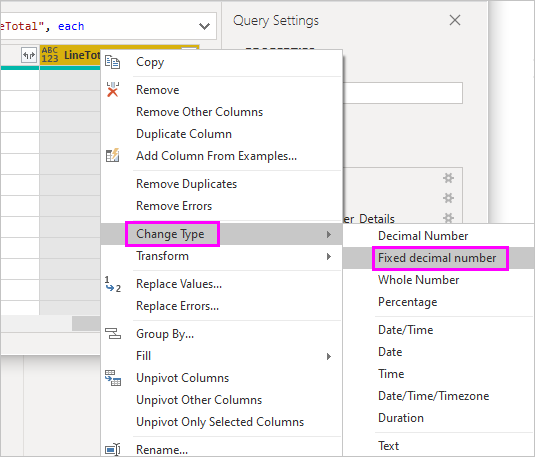 eTotal", each
Query Settings
ABC
123
LineTot
Copy
Remove
Remove Other Columns
Duplicate Column
Add Column From Examples...
Remove Duplicates
Remove Errors
Change Type
er_Details
Decimal Number
Transform
Fixed decimal number
Replace Values...
Whole Number
Replace Errors...
Percentage
Group By...
Date/Time
Fill
Date
Unpivot Columns
Time
Unpivot Other Columns
Date/Time/Timezone
Unpivot Only Selected Columns
Duration
Rename...
Text